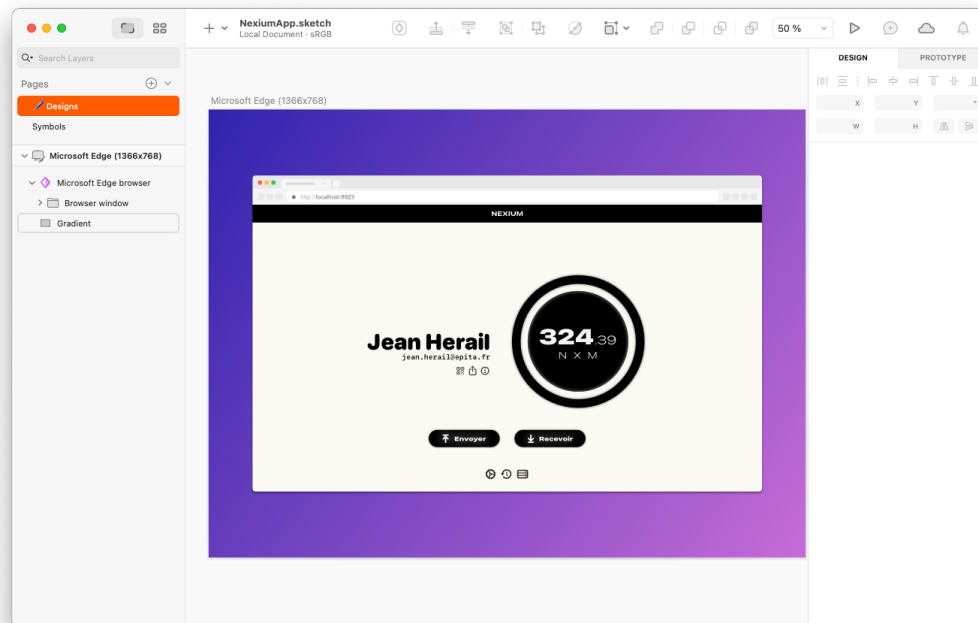 NexiumApp.sketch
Local Document - sRGB
50 %
Search Layers
Pages
Designs
Symbols
Microsoft Edge (1366x768)
Microsoft Edge browser
Browser window
Gradient
Microsoft Edge (1366x768)
http://localhost:8923
NEXIUM
Jean Herail
jean.herail@epita.fr
324.39
NXM
Envoyer
Recevoir
DESIGN
PROTOTYPE
X
Y
°
W
H